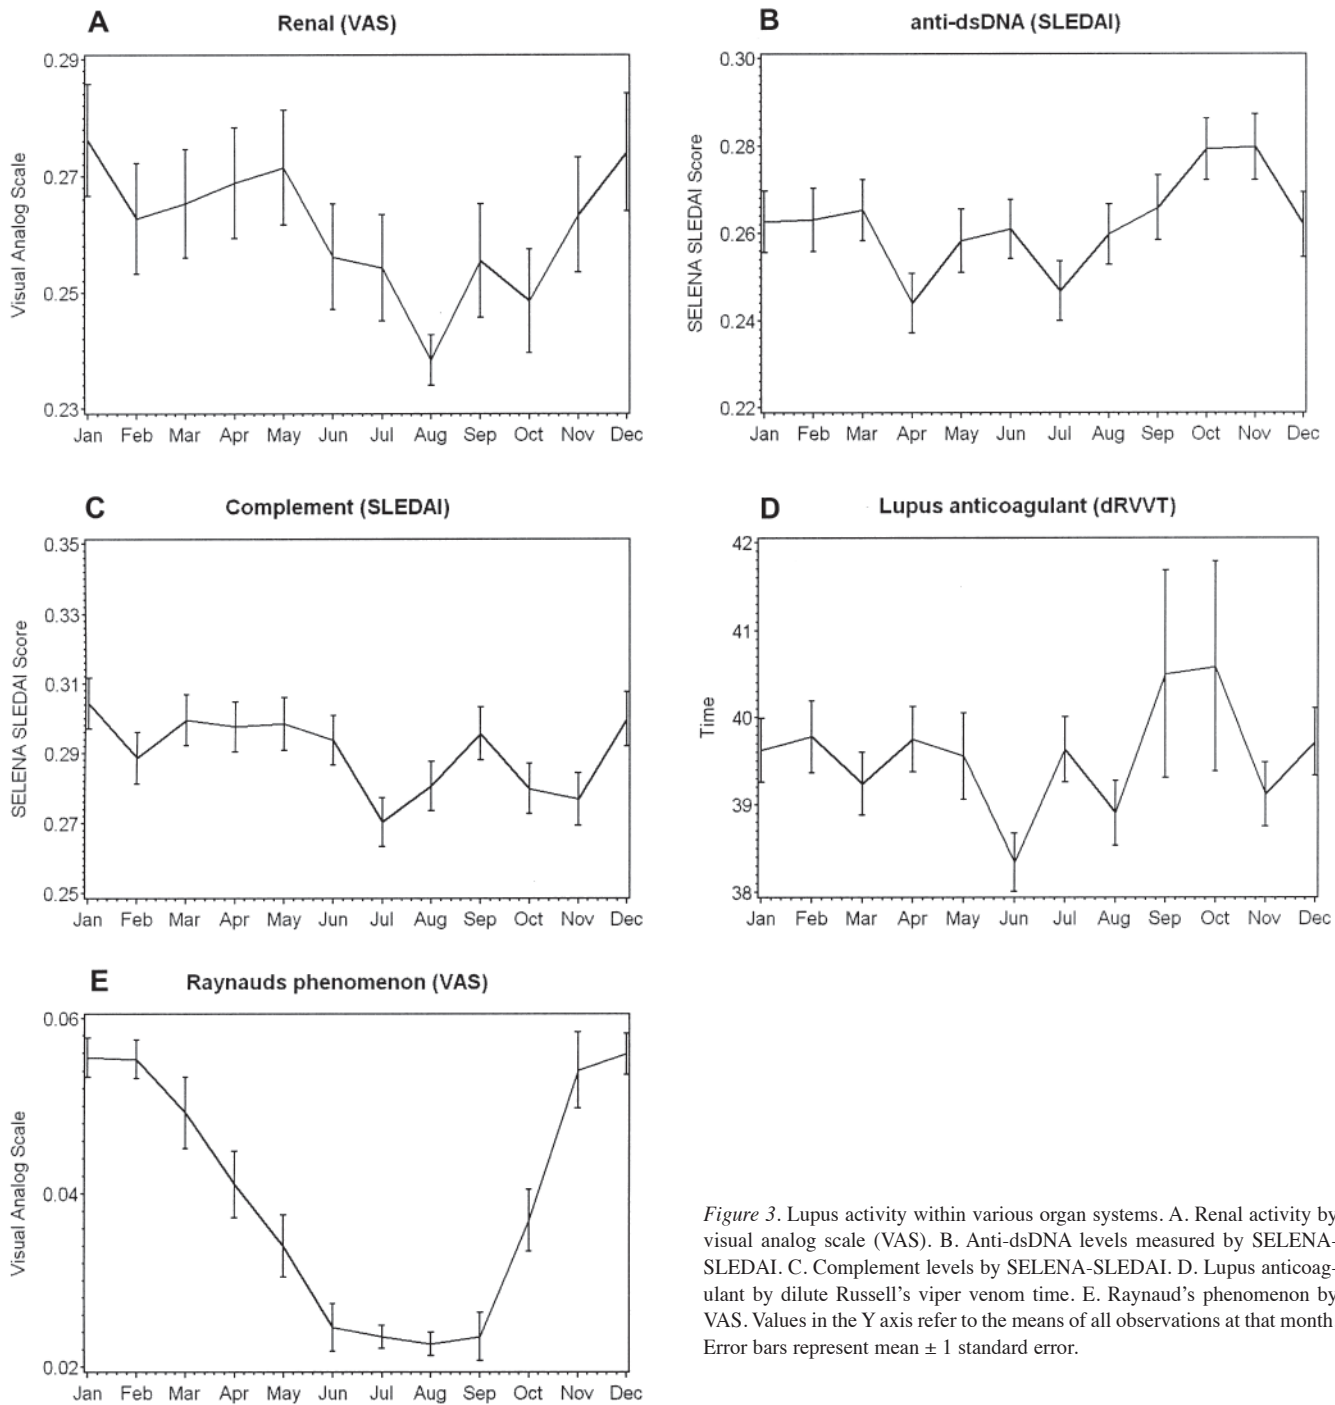 A
Renal (VAS)
Visual Analog Scale
0.29
0.27
0.25
0.23
Jan Feb Mar Apr May Jun Jul Aug Sep Oct Nov Dec
B
anti-dsDNA (SLEDAI)
SELENA SLEDAI Score
0.30
0.28
0.26
0.24
0.22
Jan Feb Mar Apr May Jun Jul Aug Sep Oct Nov Dec
C
Complement (SLEDAI)
SELENA SLEDAI Score
0.35
0.33
0.31
0.29
0.27
0.25
Jan Feb Mar Apr May Jun Jul Aug Sep Oct Nov Dec
D
Lupus anticoagulant (dRVVT)
Time
42
41
40
39
38
Jan Feb Mar Apr May Jun Jul Aug Sep Oct Nov Dec
E
Raynauds phenomenon (VAS)
Visual Analog Scale
0.06
0.04
0.02
Jan Feb Mar Apr May Jun Jul Aug Sep Oct Nov Dec
Figure 3. Lupus activity within various organ systems. A. Renal activity by
visual analog scale (VAS). B. Anti-dsDNA levels measured by SELENA-
SLEDAI. C. Complement levels by SELENA-SLEDAI. D. Lupus anticoag-
ulant by dilute Russell's viper venom time. E. Raynaud's phenomenon by
VAS. Values in the Y axis refer to the means of all observations at that month
Error bars represent mean ± 1 standard error.